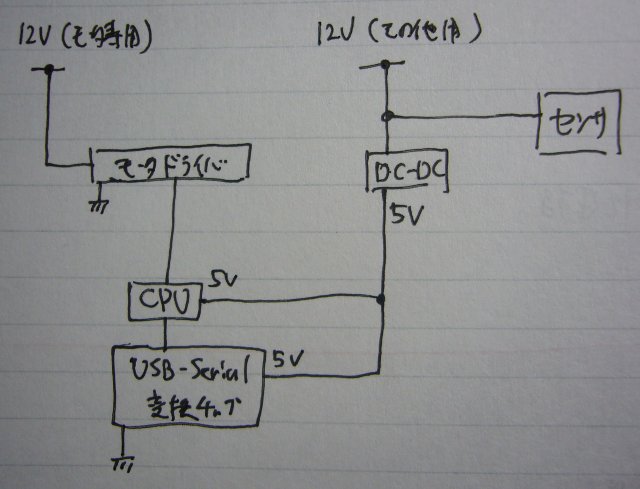 12V (モータ専用)
12V (その他用)
センサ
モータドライバ
DC-DC
5V
5V
CPU
5V
USB-Serial
変換チップ